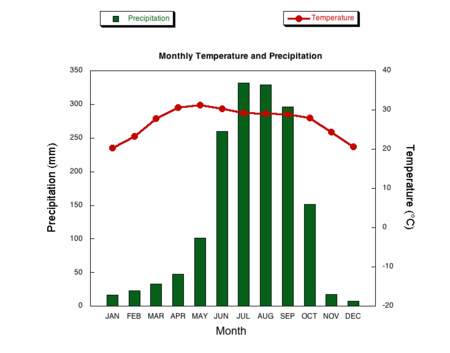 Precipitation
Temperature
Monthly Temperature and Precipitation
350
300
250
200
150
100
50
0
Precipitation (mm)
40
30
20
10
0
-10
-20
Temperature (°C)
JAN FEB MAR APR MAY JUN JUL AUG SEP OCT NOV DEC
Month